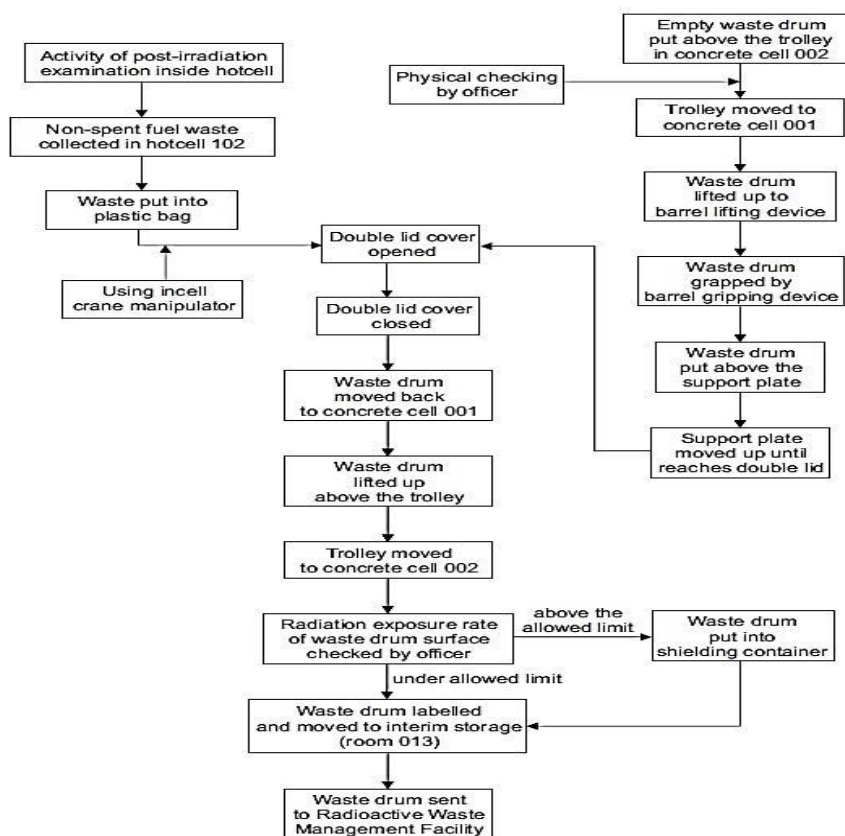 Activity of post-irradiation
examination inside hotcell
Non-spent fuel waste
collected in hotcell 102
Waste put into
plastic bag
Using incell
crane manipulator
Empty waste drum
put above the trolley
in concrete cell 002
Physical checking
by officer
Trolley moved to
concrete cell 001
Waste drum
lifted up to
barrel lifting device
Waste drum
grapped by
barrel gripping device
Waste drum
put above the
support plate
Support plate
moved up until
reaches double lid
Double lid cover
opened
Double lid cover
closed
Waste drum
moved back
to concrete cell 001
Waste drum
lifted up
above the trolley
Trolley moved
to concrete cell 002
Radiation exposure rate
of waste drum surface
checked by officer
above the
allowed limit
Waste drum
put into
shielding container
under allowed limit
Waste drum labelled
and moved to interim storage
(room 013)
Waste drum sent
to Radioactive Waste
Management Facility